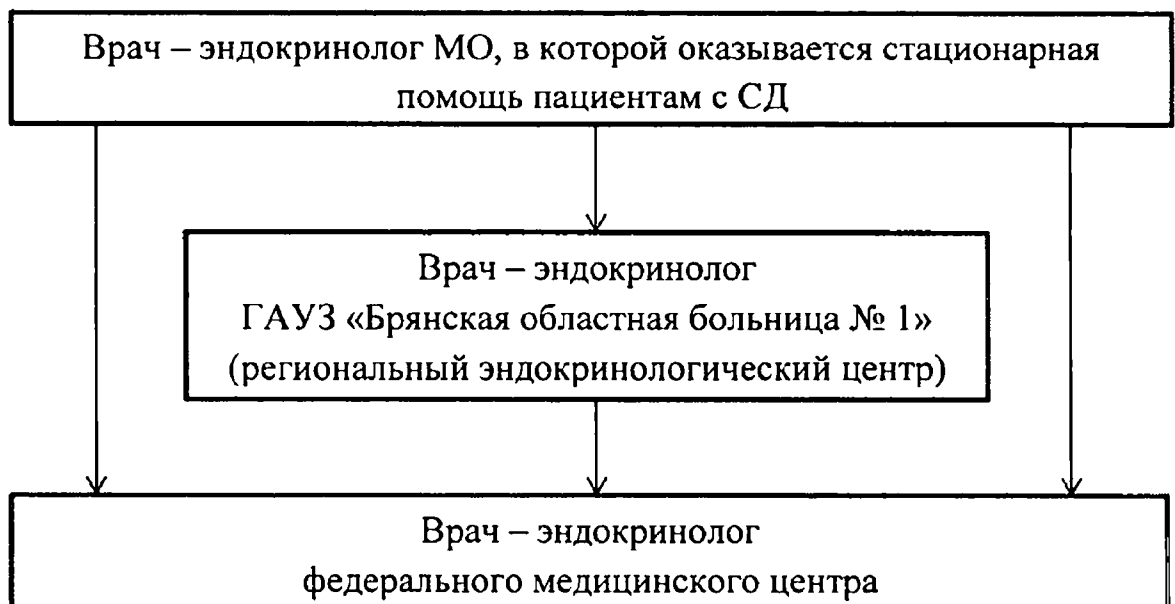 Врач – эндокринолог МО, в которой оказывается стационарная
помощь пациентам с СД
Врач – эндокринолог
ГАУЗ «Брянская областная больница № 1»
(региональный эндокринологический центр)
Врач – эндокринолог
федерального медицинского центра